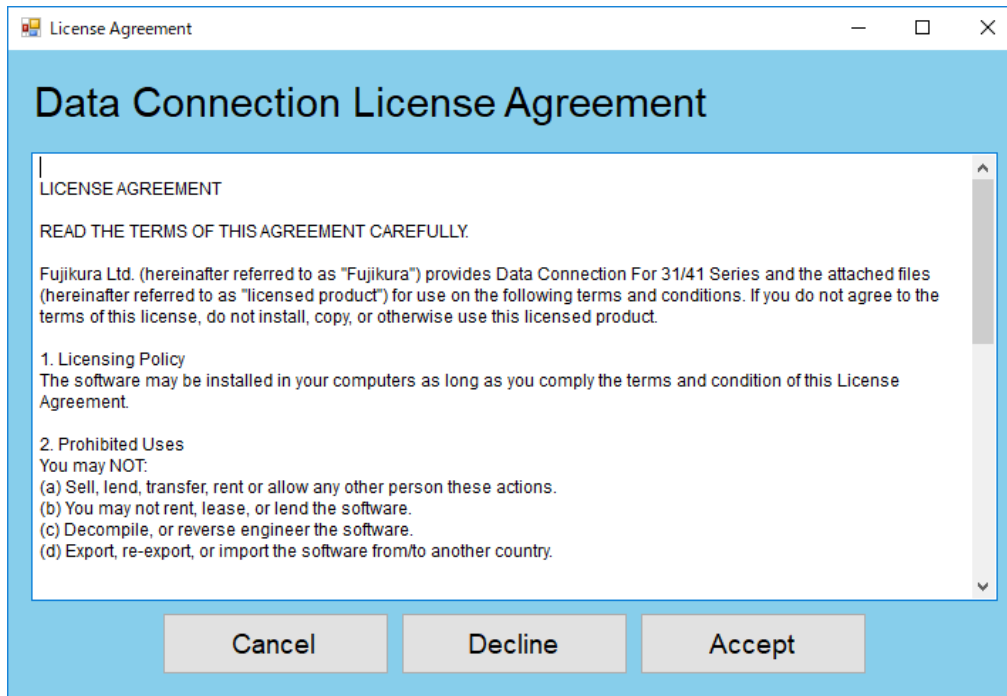 License Agreement
Data Connection License Agreement
LICENSE AGREEMENT
READ THE TERMS OF THIS AGREEMENT CAREFULLY.
Fujikura Ltd. (hereinafter referred to as "Fujikura") provides Data Connection For 31/41 Series and the attached files
(hereinafter referred to as "licensed product") for use on the following terms and conditions. If you do not agree to the
terms of this license, do not install, copy, or otherwise use this licensed product.
1. Licensing Policy
The software may be installed in your computers as long as you comply the terms and condition of this License
Agreement.
2. Prohibited Uses
You may NOT:
(a) Sell, lend, transfer, rent or allow any other person these actions.
(b) You may not rent, lease, or lend the software.
(c) Decompile, or reverse engineer the software.
(d) Export, re-export, or import the software from/to another country.
Cancel Decline Accept